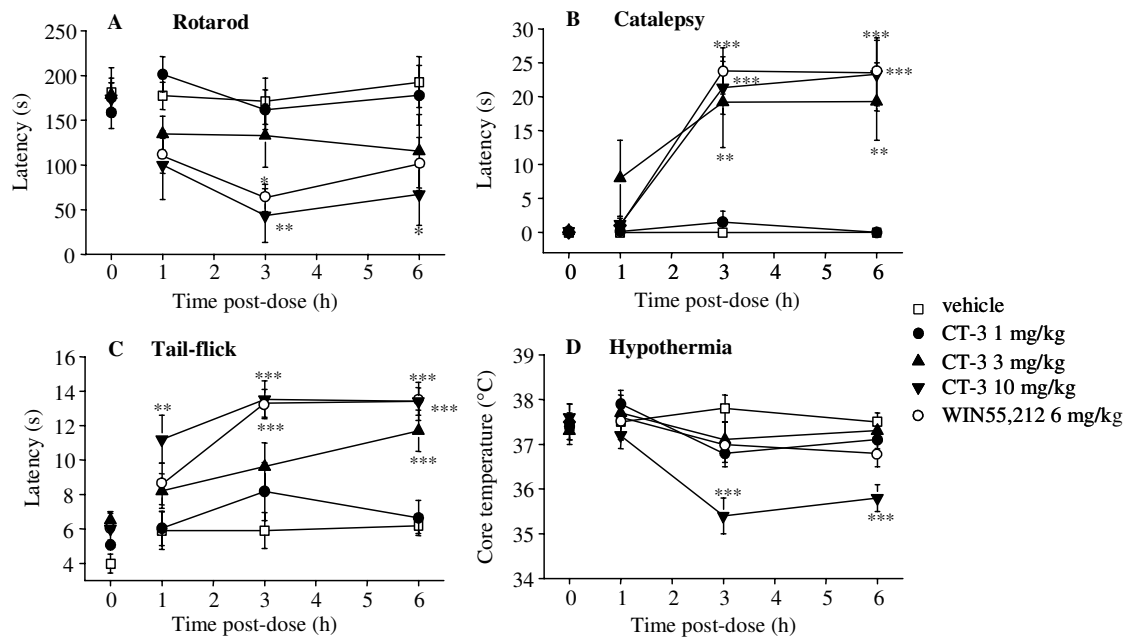 A Rotarod
250
200
150
100
50
0
Latency (s)
*
**
*
0 1 2 3 4 5 6
Time post-dose (h)
B Catalepsy
30
25
20
15
10
5
0
Latency (s)
***
***
***
***
**
**
0 1 2 3 4 5 6
Time post-dose (h)
C Tail-flick
16
14
12
10
8
6
4
Latency (s)
**
***
***
***
***
***
0 1 2 3 4 5 6
Time post-dose (h)
D Hypothermia
39
38
37
36
35
34
Core temperature (°C)
***
***
0 1 2 3 4 5 6
Time post-dose (h)
vehicle
CT-3 1 mg/kg
CT-3 3 mg/kg
CT-3 10 mg/kg
WIN55,212 6 mg/kg